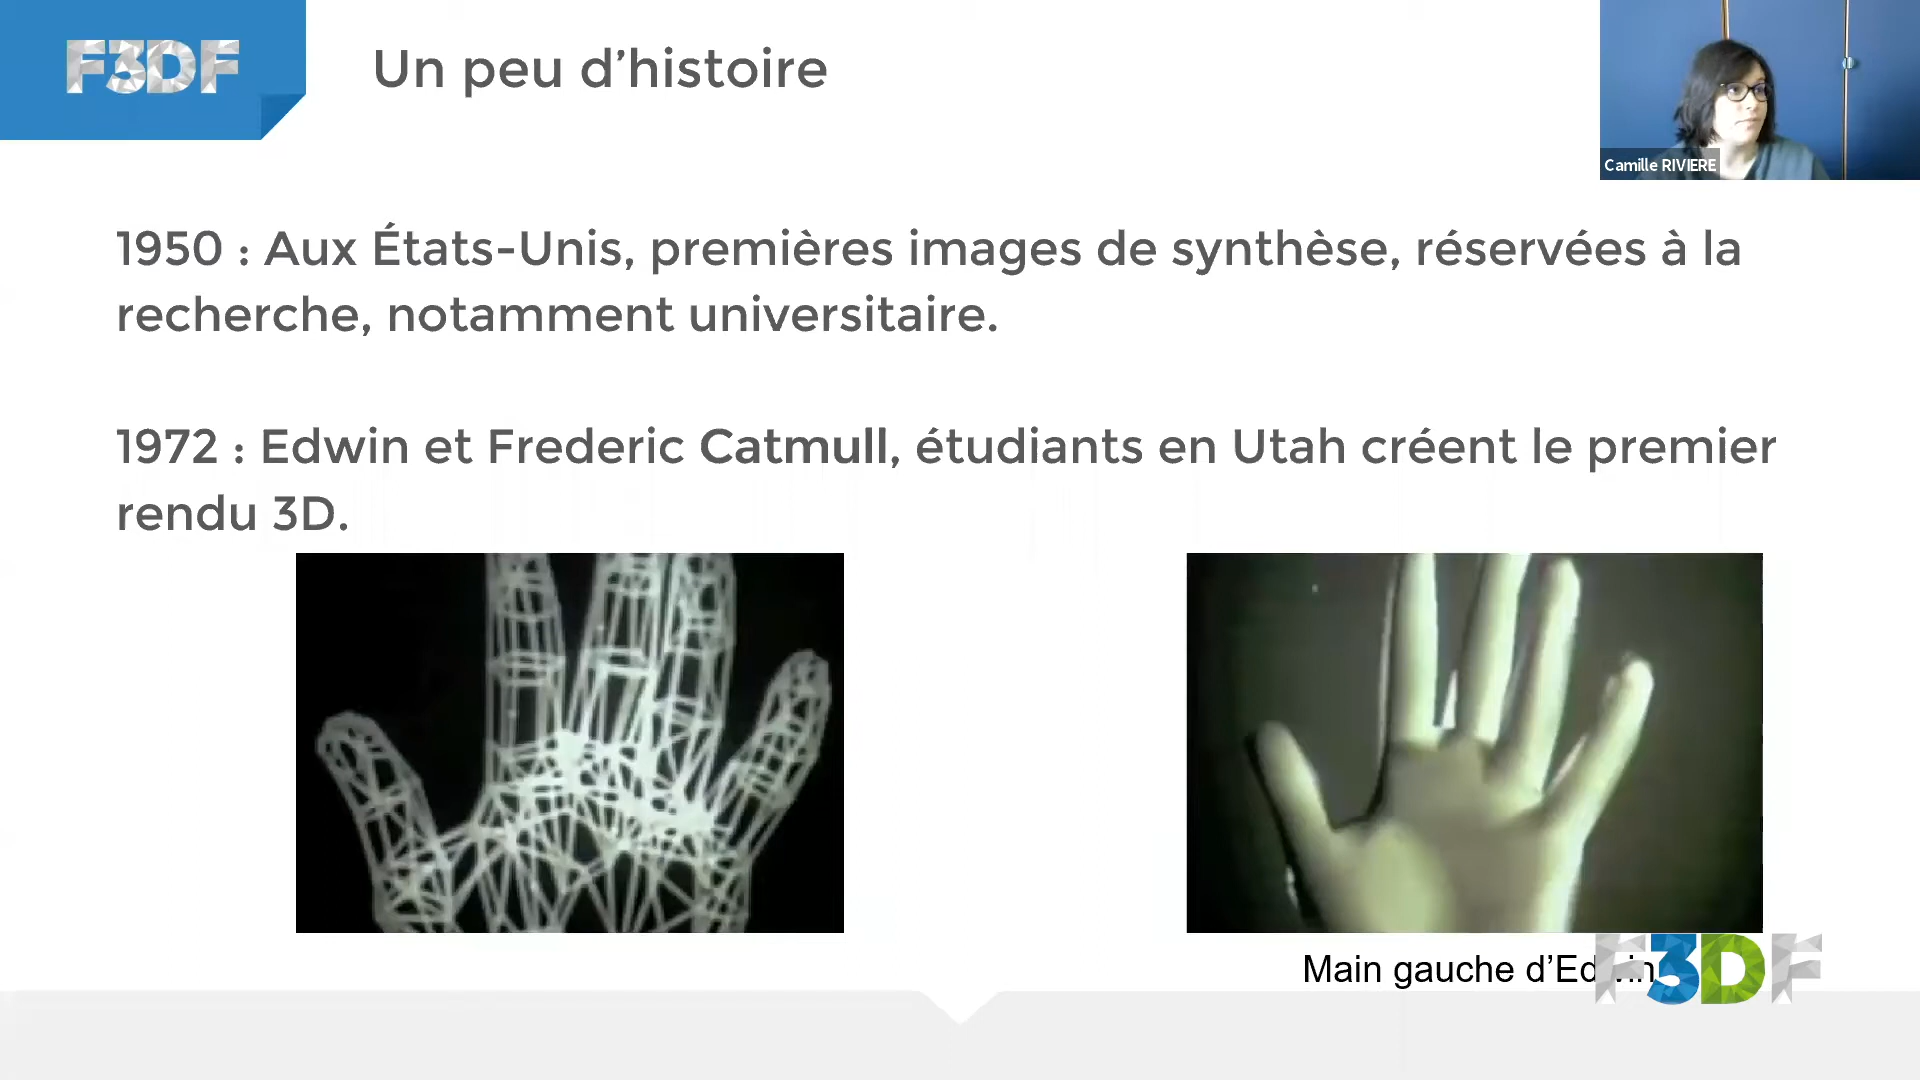 F3DF
Un peu d’histoire
Camille RIVIERE
1950 : Aux États-Unis, premières images de synthèse, réservées à la
recherche, notamment universitaire.
1972 : Edwin et Frederic Catmull, étudiants en Utah créent le premier
rendu 3D.
Main gauche d’Edwin
F3DF